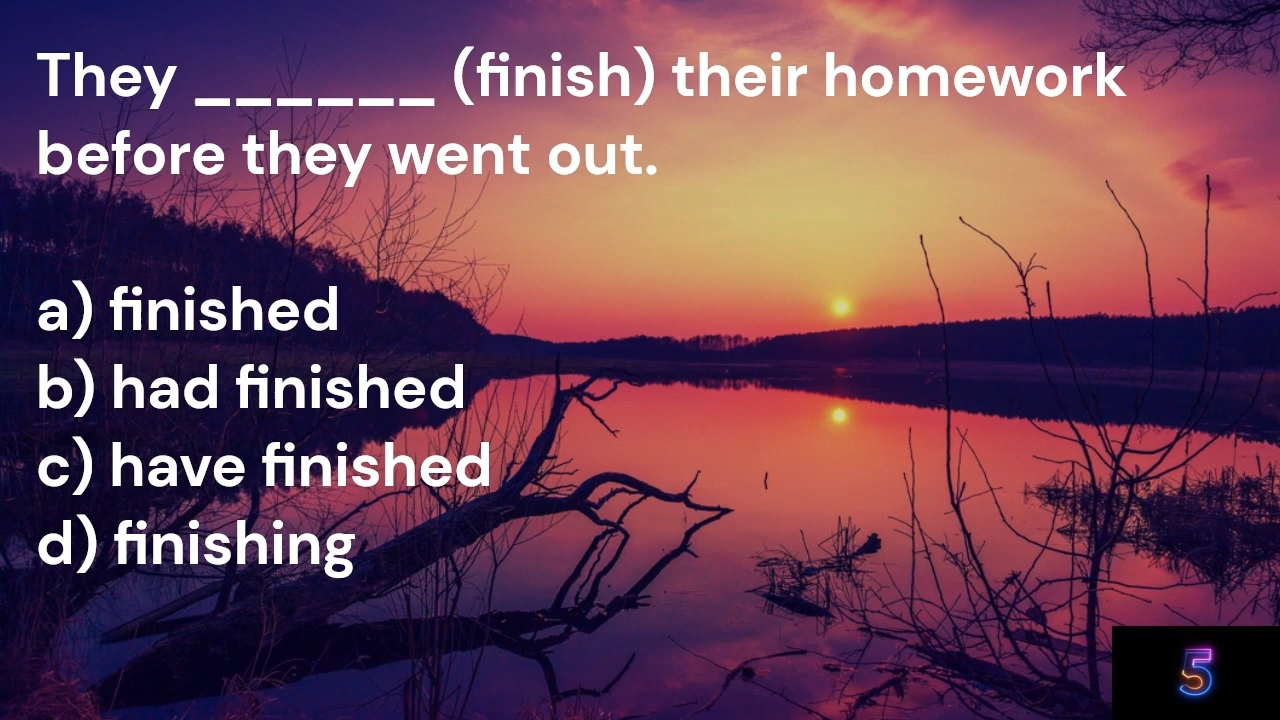 They ______ (finish) their homework
before they went out.
a) finished
b) had finished
c) have finished
d) finishing
5